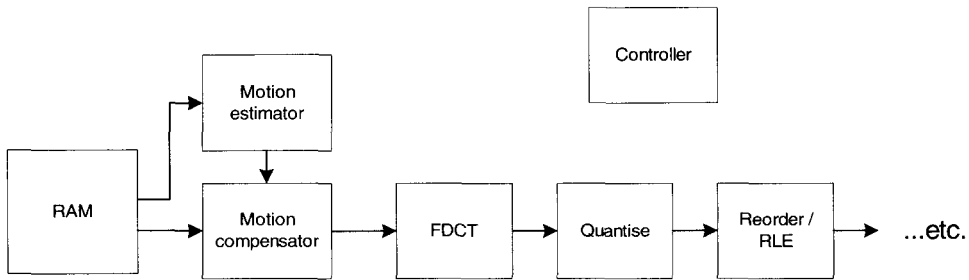 Controller
Motion
estimator
RAM
Motion
compensator
FDCT
Quantise
Reorder /
RLE
...etc.